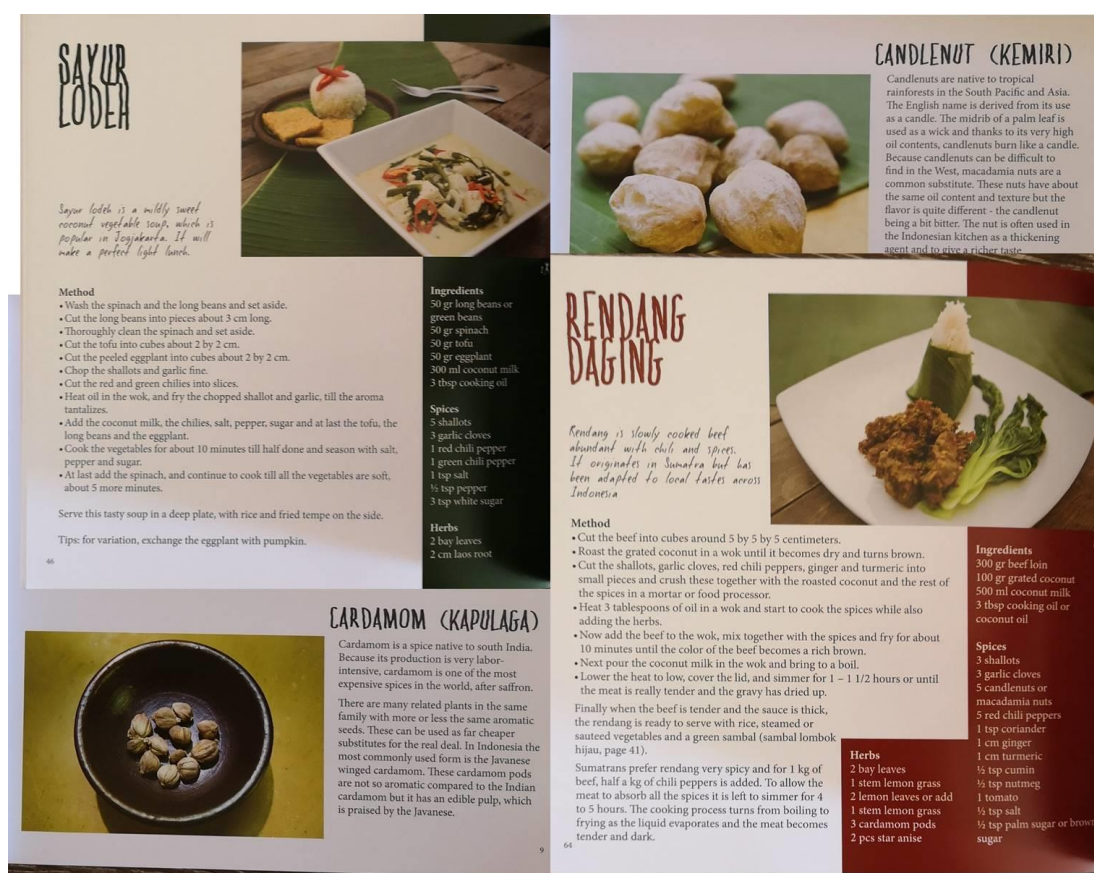 SAYUR
LODEH
Sayur lodeh is a mildly sweet
coconut vegetable soup, which is
popular in Jogjakarta. It will
make a perfect light lunch.
Method
• Wash the spinach and the long beans and set aside.
• Cut the long beans into pieces about 3 cm long.
• Thoroughly clean the spinach and set aside.
• Cut the tofu into cubes about 2 by 2 cm.
• Cut the peeled eggplant into cubes about 2 by 2 cm.
• Chop the shallots and garlic fine.
• Cut the red and green chilies into slices.
• Heat oil in the wok, and fry the chopped shallot and garlic, till the aroma
tantalizes.
• Add the coconut milk, the chilies, salt, pepper, sugar and at last the tofu, the
long beans and the eggplant.
• Cook the vegetables for about 10 minutes till half done and season with salt,
pepper and sugar.
• At last add the spinach, and continue to cook till all the vegetables are soft,
about 5 more minutes.
Serve this tasty soup in a deep plate, with rice and fried tempe on the side.
Tips: for variation, exchange the eggplant with pumpkin.
46
Ingredients
50 gr long beans or
green beans
50 gr spinach
50 gr tofu
50 gr eggplant
300 ml coconut milk
3 tbsp cooking oil
Spices
5 shallots
3 garlic cloves
1 red chili pepper
1 green chili pepper
1 tsp salt
½ tsp pepper
3 tsp white sugar
Herbs
2 bay leaves
2 cm laos root
CARDAMOM (KAPULAGA)
Cardamom is a spice native to south India.
Because its production is very labor-
intensive, cardamom is one of the most
expensive spices in the world, after saffron.
There are many related plants in the same
family with more or less the same aromatic
seeds. These can be used as far cheaper
substitutes for the real deal. In Indonesia the
most commonly used form is the Javanese
winged cardamom. These cardamom pods
are not so aromatic compared to the Indian
cardamom but it has an edible pulp, which
is praised by the Javanese.
9
CANDLENUT (KEMIRI)
Candlenuts are native to tropical
rainforests in the South Pacific and Asia.
The English name is derived from its use
as a candle. The midrib of a palm leaf is
used as a wick and thanks to its very high
oil contents, candlenuts burn like a candle.
Because candlenuts can be difficult to
find in the West, macadamia nuts are a
common substitute. These nuts have about
the same oil content and texture but the
flavor is quite different - the candlenut
being a bit bitter. The nut is often used in
the Indonesian kitchen as a thickening
agent and to give a richer taste
RENDANG
DAGING
Rendang is slowly cooked beef
abundant with chili and spices.
It originates in Sumatra but has
been adapted to local tastes across
Indonesia
Method
• Cut the beef into cubes around 5 by 5 by 5 centimeters.
• Roast the grated coconut in a wok until it becomes dry and turns brown.
• Cut the shallots, garlic cloves, red chili peppers, ginger and turmeric into
small pieces and crush these together with the roasted coconut and the rest of
the spices in a mortar or food processor.
• Heat 3 tablespoons of oil in a wok and start to cook the spices while also
adding the herbs.
• Now add the beef to the wok, mix together with the spices and fry for about
10 minutes until the color of the beef becomes a rich brown.
• Next pour the coconut milk in the wok and bring to a boil.
• Lower the heat to low, cover the lid, and simmer for 1 – 1 1/2 hours or until
the meat is really tender and the gravy has dried up.
Finally when the beef is tender and the sauce is thick,
the rendang is ready to serve with rice, steamed or
sauteed vegetables and a green sambal (sambal lombok
hijau, page 41).
Sumatrans prefer rendang very spicy and for 1 kg of
beef, half a kg of chili peppers is added. To allow the
meat to absorb all the spices it is left to simmer for 4
to 5 hours. The cooking process turns from boiling to
frying as the liquid evaporates and the meat becomes
tender and dark.
64
Herbs
2 bay leaves
1 stem lemon grass
2 lemon leaves or add
1 stem lemon grass
3 cardamom pods
2 pcs star anise
Ingredients
300 gr beef loin
100 gr grated coconut
500 ml coconut milk
3 tbsp cooking oil or
coconut oil
Spices
3 shallots
3 garlic cloves
5 candlenuts or
macadamia nuts
5 red chili peppers
1 tsp coriander
1 cm ginger
1 cm turmeric
½ tsp cumin
½ tsp nutmeg
1 tomato
½ tsp salt
½ tsp palm sugar or brown
sugar